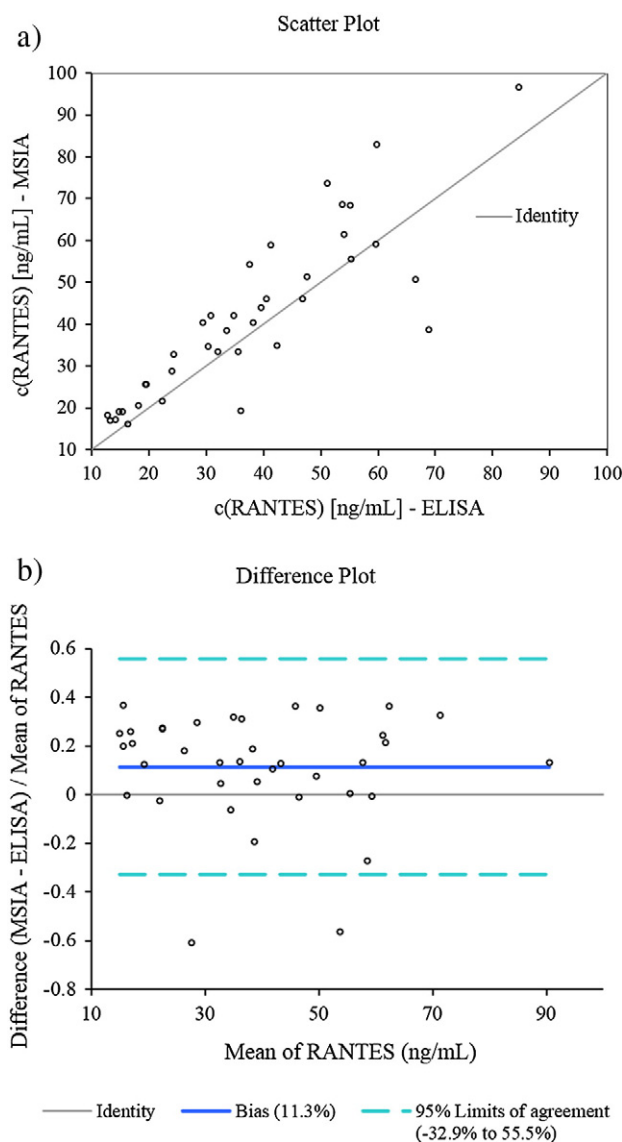 a)
Scatter Plot
100
90
80
70
60
50
40
30
20
10
c(RANTES) [ng/mL] - MSIA
Identity
10 20 30 40 50 60 70 80 90 100
c(RANTES) [ng/mL] - ELISA
b)
Difference Plot
0.6
0.4
0.2
0
-0.2
-0.4
-0.6
-0.8
Difference (MSIA - ELISA) / Mean of RANTES
10 30 50 70 90
Mean of RANTES (ng/mL)
Identity Bias (11.3%) 95% Limits of agreement
(-32.9% to 55.5%)